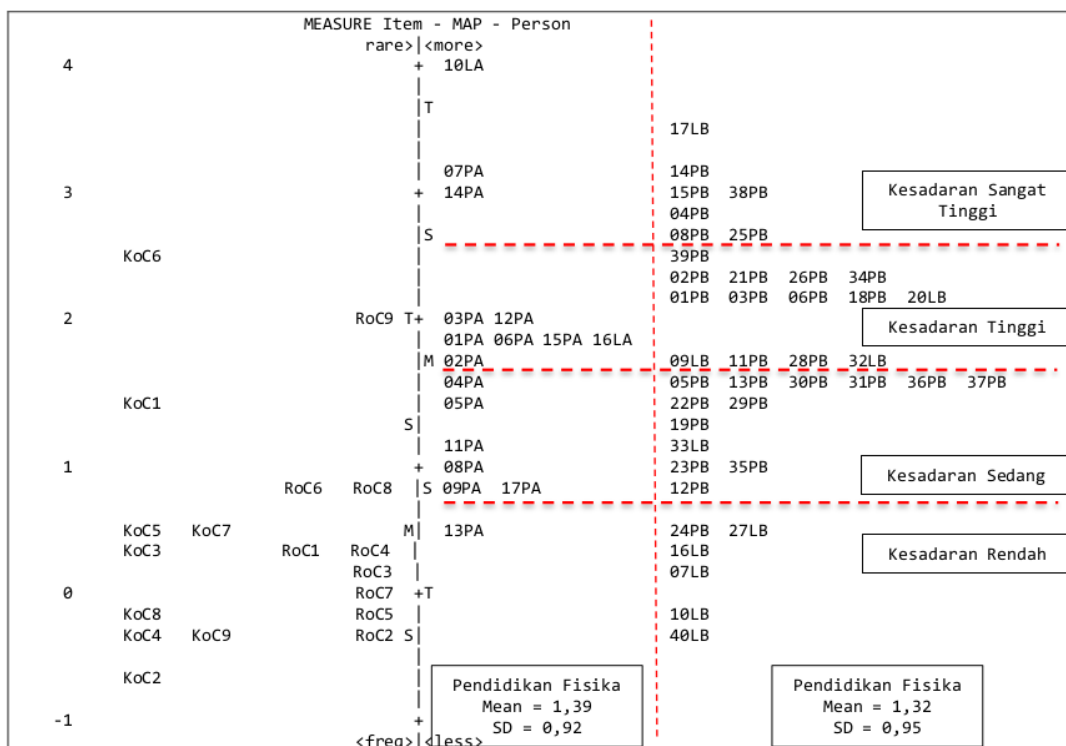 MEASURE Item - MAP - Person
rare>|<more>
4 + 10LA
T
17LB
07PA 14PB
3 + 14PA 15PB 38PB
Kesadaran Sangat
Tinggi
04PB
S 08PB 25PB
KoC6 39PB
02PB 21PB 26PB 34PB
01PB 03PB 06PB 18PB 20LB
2 RoC9 T+ 03PA 12PA
Kesadaran Tinggi
01PA 06PA 15PA 16LA
M 02PA 09LB 11PB 28PB 32LB
04PA 05PB 13PB 30PB 31PB 36PB 37PB
KoC1 05PA 22PB 29PB
S| 19PB
11PA 33LB
1 + 08PA 23PB 35PB
Kesadaran Sedang
RoC6 RoC8 |S 09PA 17PA 12PB
KoC5 KoC7 M| 13PA 24PB 27LB
KoC3 RoC1 RoC4 | 16LB
Kesadaran Rendah
RoC3 | 07LB
0 RoC7 +T
KoC8 RoC5 | 10LB
KoC4 KoC9 RoC2 S| 40LB
KoC2
Pendidikan Fisika
Mean = 1,39
SD = 0,92
Pendidikan Fisika
Mean = 1,32
SD = 0,95
-1 +
<freq>|<less>